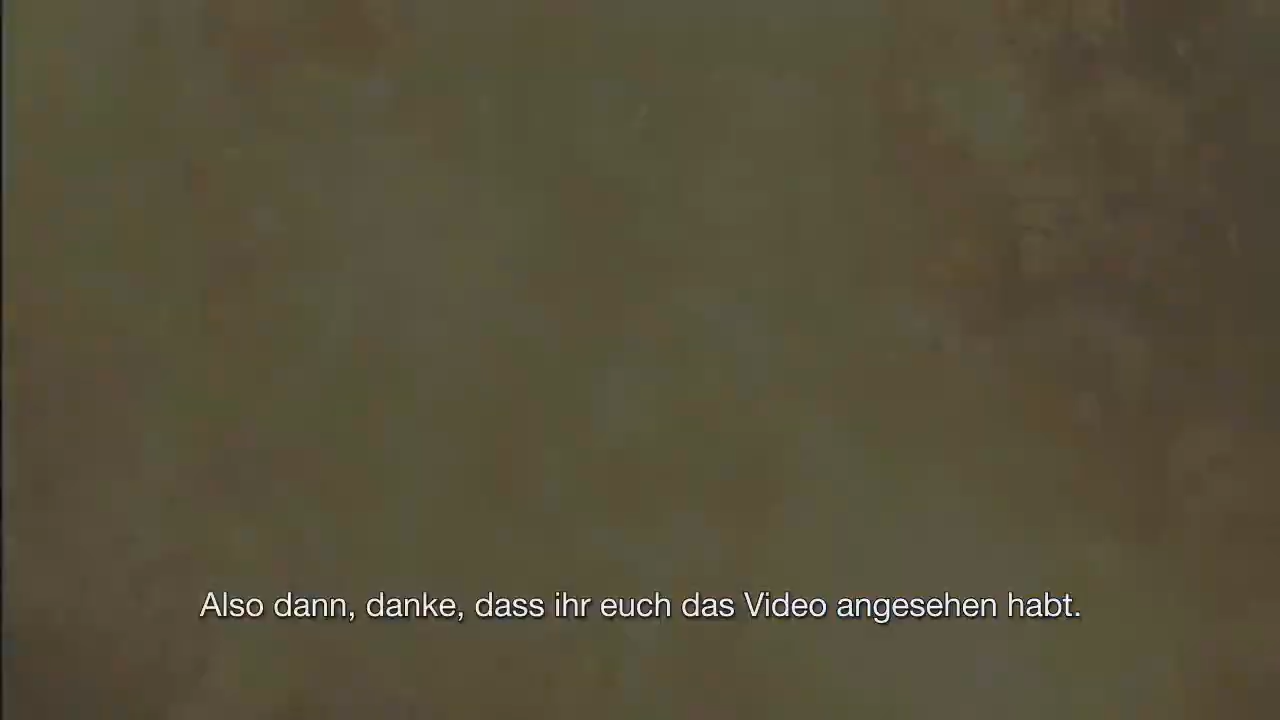 Also dann, danke, dass ihr euch das Video angesehen habt.